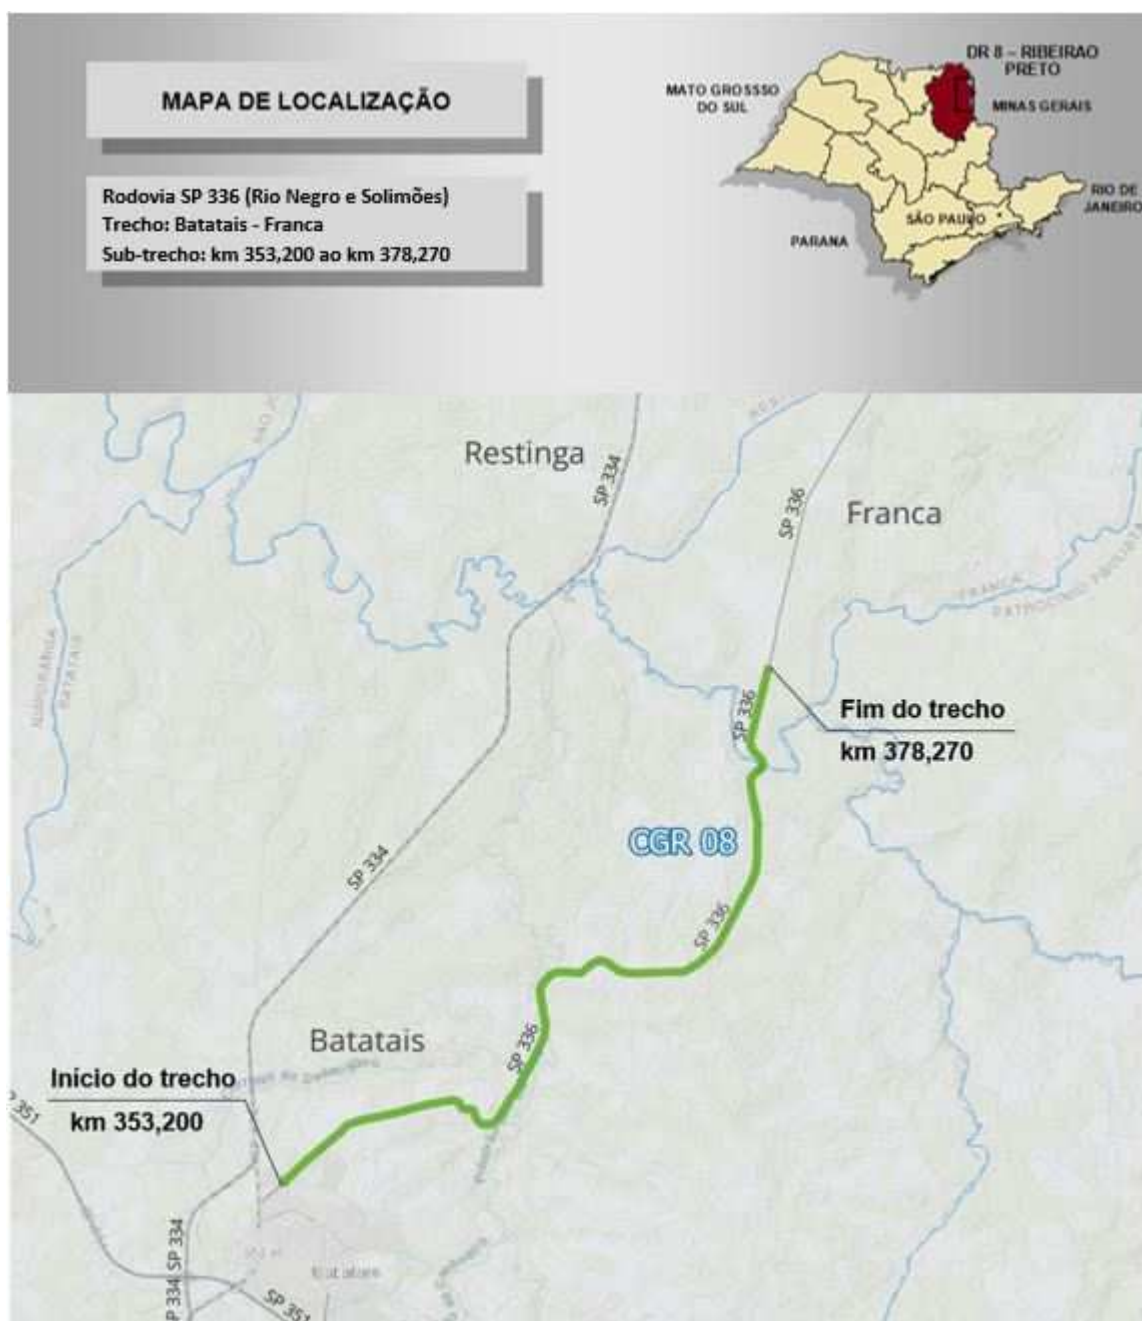 MAPA DE LOCALIZAÇÃO
Rodovia SP 336 (Rio Negro e Solimões)
Trecho: Batatais - Franca
Sub-trecho: km 353,200 ao km 378,270
DR 8 – RIBEIRAO
PRETO
MATO GROSSSO
DO SUL
MINAS GERAIS
RIO DE
JANEIRO
SÃO PAULO
PARANA
Restinga
SP 334
SP 336
Franca
FRANCA
BATATAIS
SP 336
Fim do trecho
km 378,270
CGR 08
SP 334
SP 336
SP 336
Batatais
Início do trecho
km 353,200
351
SP 334
SP 334
SP 351